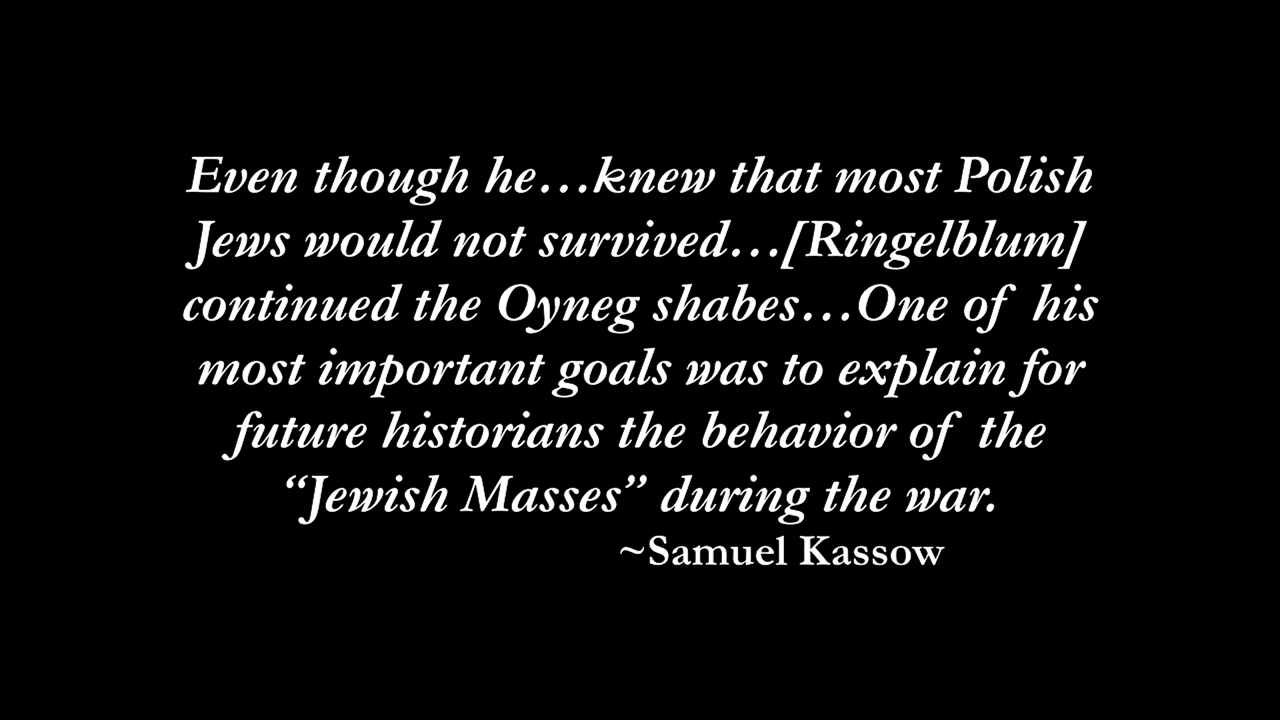 Even though he…knew that most Polish
Jews would not survived…[Ringelblum]
continued the Oyneg shabes…One of his
most important goals was to explain for
future historians the behavior of the
“Jewish Masses” during the war.
~Samuel Kassow